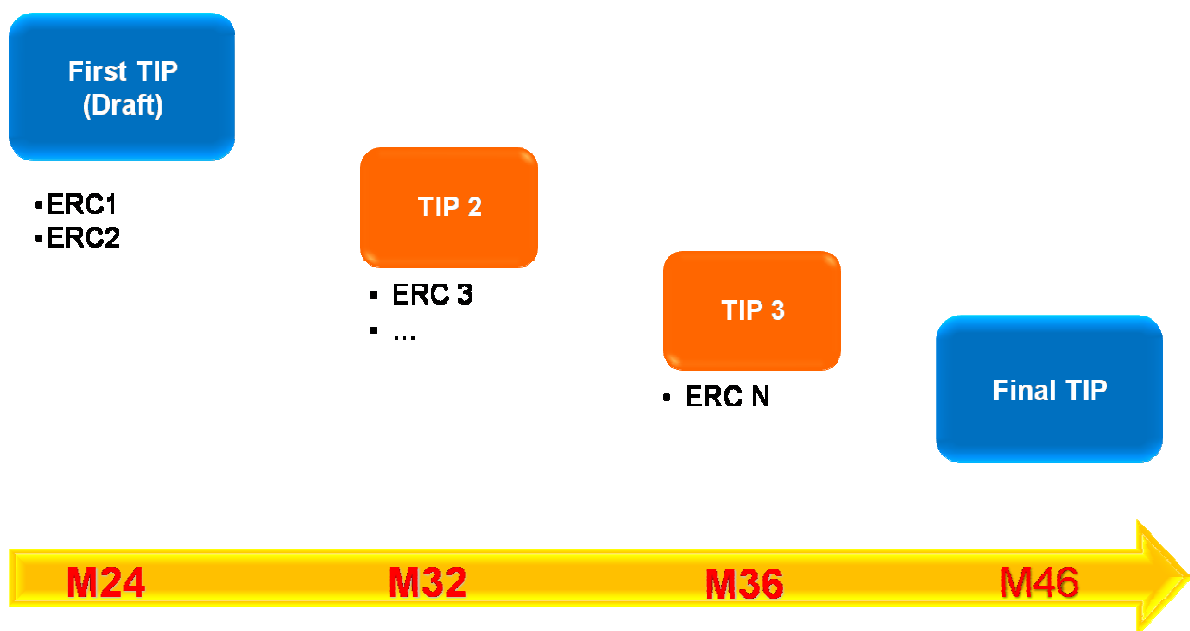 First TIP
(Draft)
▪ERC1
▪ERC2
TIP 2
▪ ERC 3
▪ ...
TIP 3
▪ ERC N
Final TIP
M24 M32 M36 M46